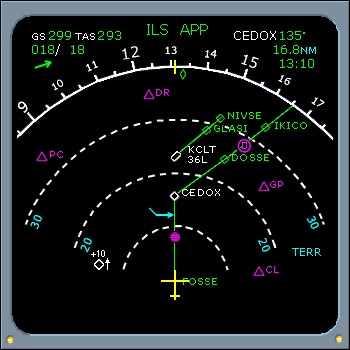 ILS APP
GS 299 TAS 293
CEDOX 135°
018/ 18
16.8NM
13:10
9 10 11 12 13 14 15 16 17
DR
NIVSE
GLASI
IKICO
D
KCLT
36L
PC
DOSSE
GP
CEDOX
30 30
20 20
TERR
+10
CL
FOSSE